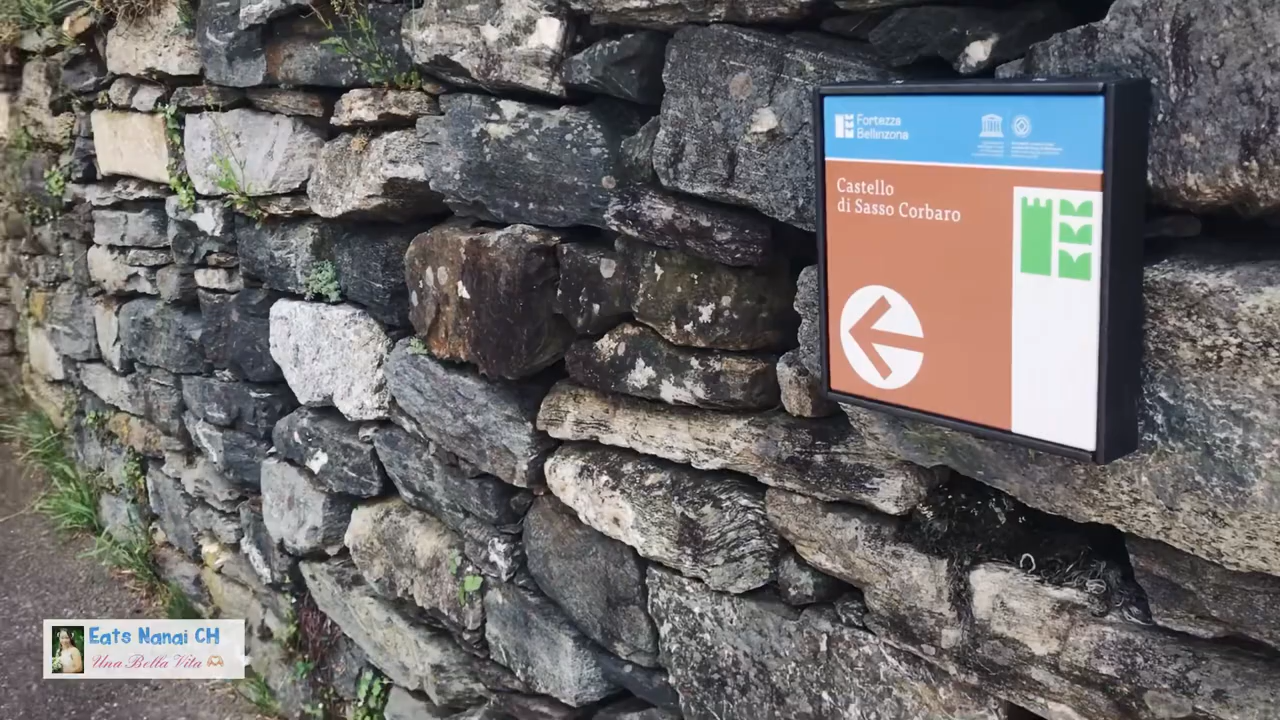 Fortezza
Bellinzona
Castello
di Sasso Corbaro
Eats Nanai CH
Una Bella Vita